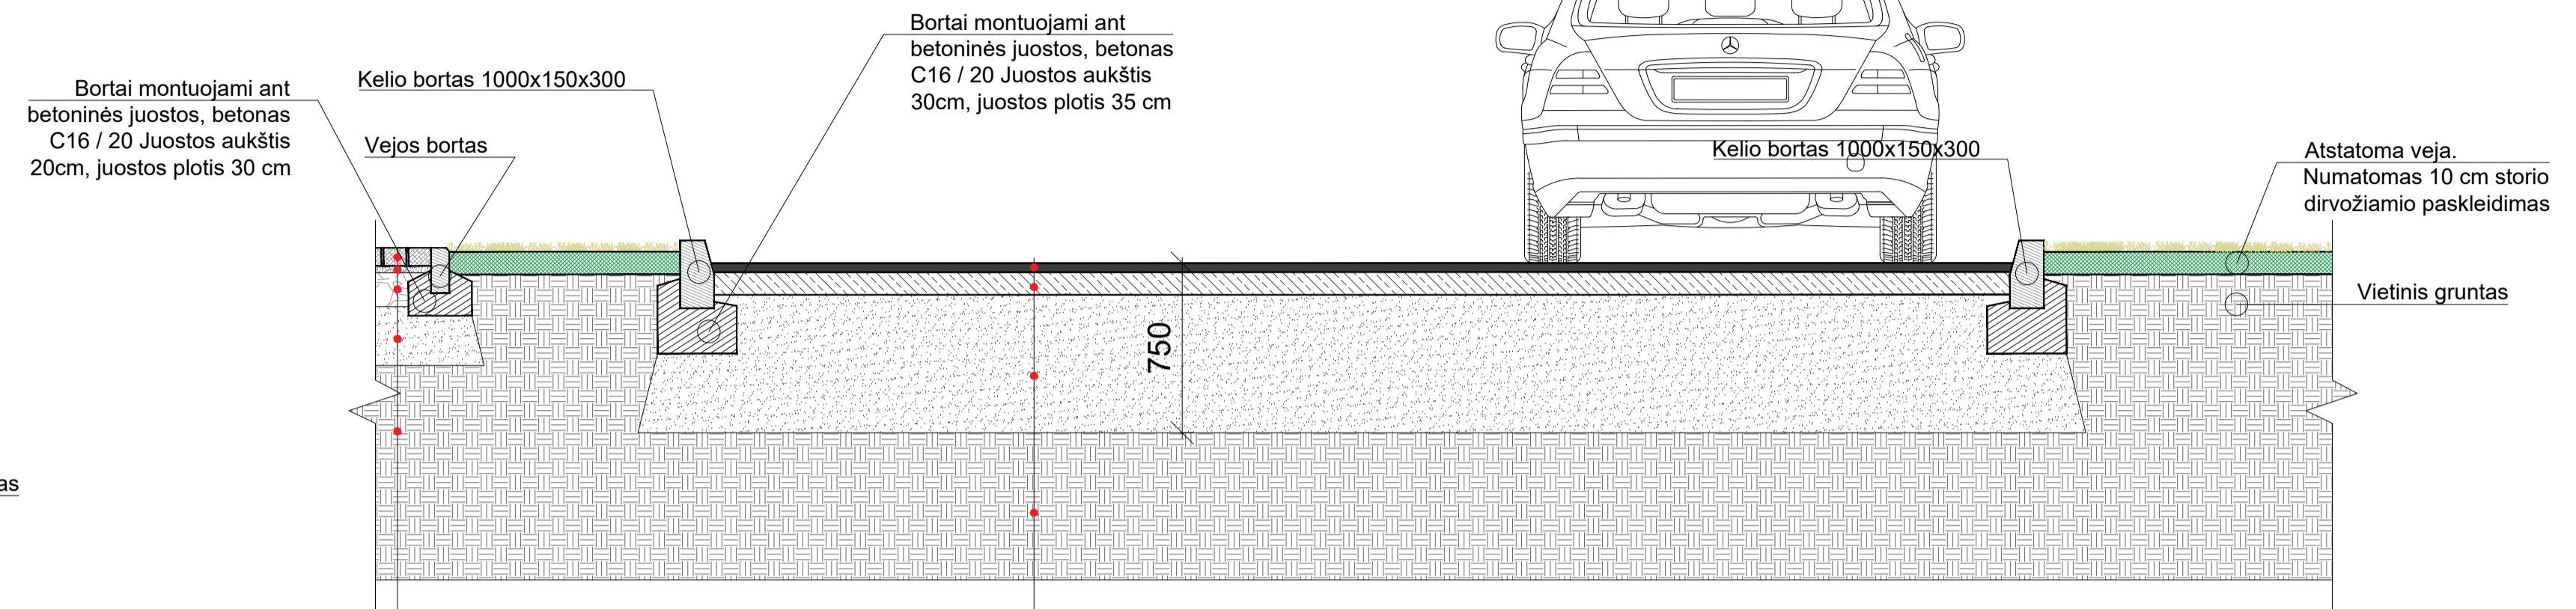 Bortai montuojami ant
betoninės juostos, betonas
C16 / 20 Juostos aukštis
20cm, juostos plotis 30 cm
Kelio bortas 1000x150x300
Vejos bortas
Bortai montuojami ant
betoninės juostos, betonas
C16 / 20 Juostos aukštis
30cm, juostos plotis 35 cm
Kelio bortas 1000x150x300
Atstatoma veja.
Numatomas 10 cm storio
dirvožiamio paskleidimas
Vietinis gruntas
750
as